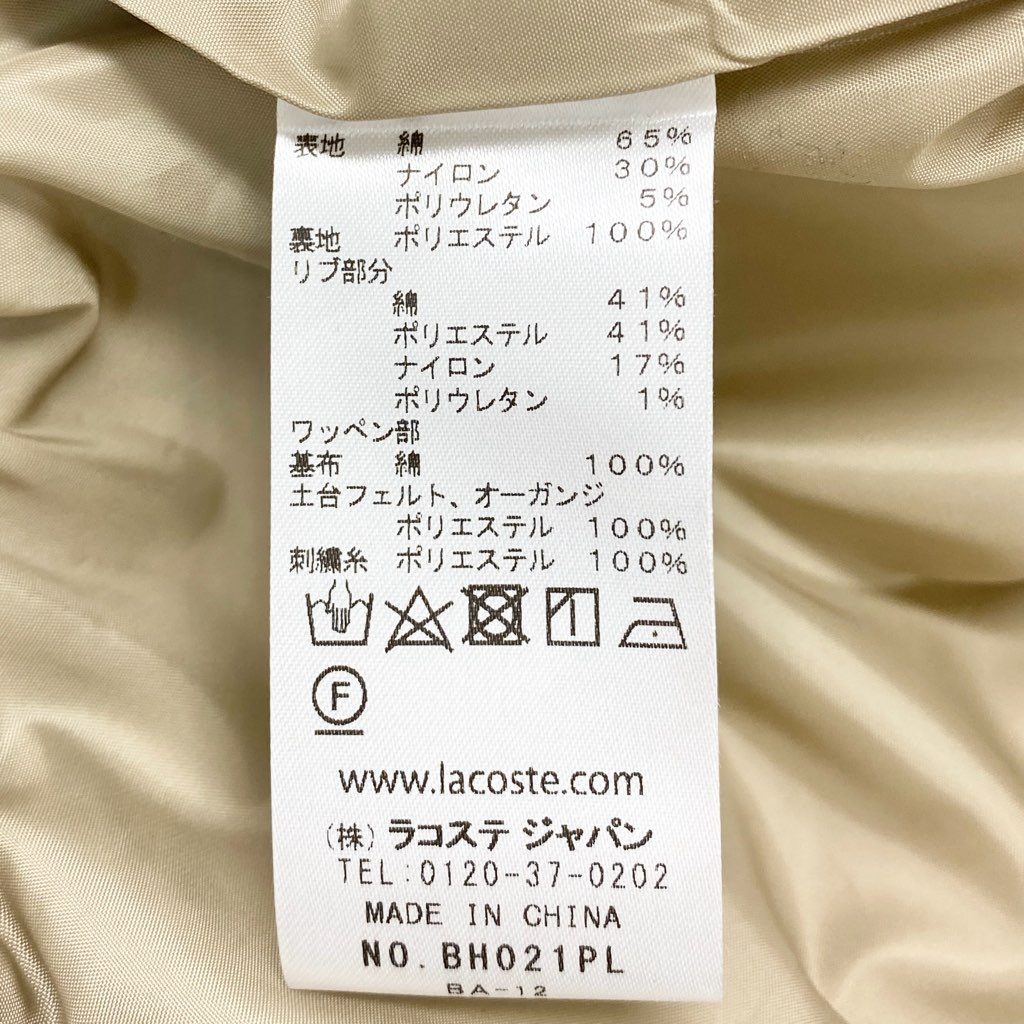 表地 綿 65%
ナイロン 30%
ポリウレタン 5%
裏地 ポリエステル 100%
リブ部分
綿 41%
ポリエステル 41%
ナイロン 17%
ポリウレタン 1%
ワッペン部
基布 綿 100%
土台フェルト、オーガンジ
ポリエステル 100%
刺繍糸 ポリエステル 100%
F
www.lacoste.com
(株) ラコステ ジャパン
TEL:0120-37-0202
MADE IN CHINA
NO. BH021PL
BA-12